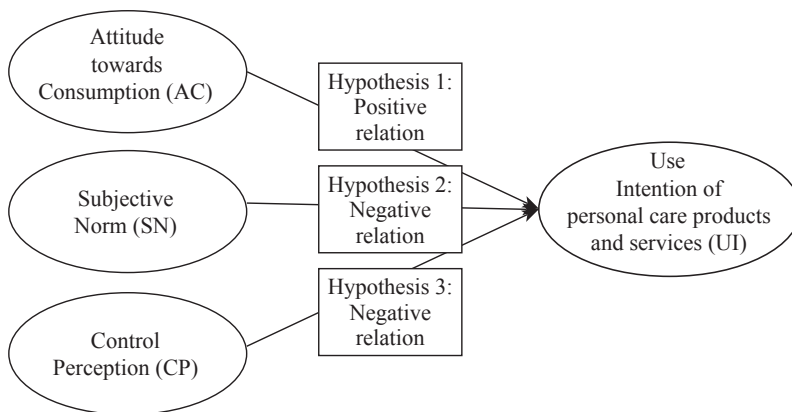 Attitude
towards
Consumption (AC)
Hypothesis 1:
Positive
relation
Subjective
Norm (SN)
Hypothesis 2:
Negative
relation
Use
Intention of
personal care products
and services (UI)
Control
Perception (CP)
Hypothesis 3:
Negative
relation